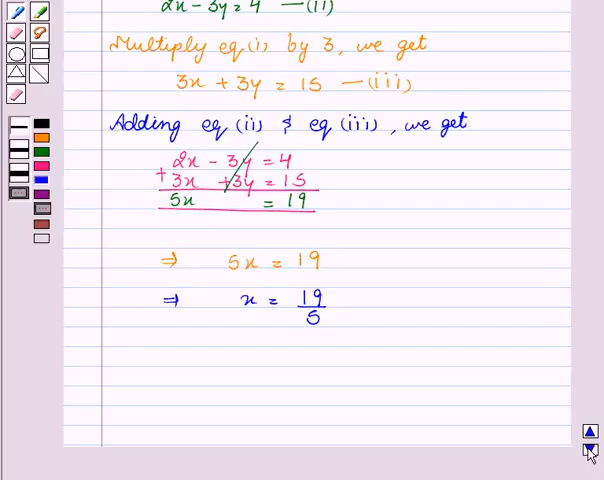 2x - 3y = 4 —(ii)
Multiply eq(i) by 3, we get
3x + 3y = 15 —(iii)
Adding eq (ii) & eq (iii), we get
2x - 3y = 4
+ 3x + 3y = 15
5x = 19
⇒ 5x = 19
⇒ x = 19/5